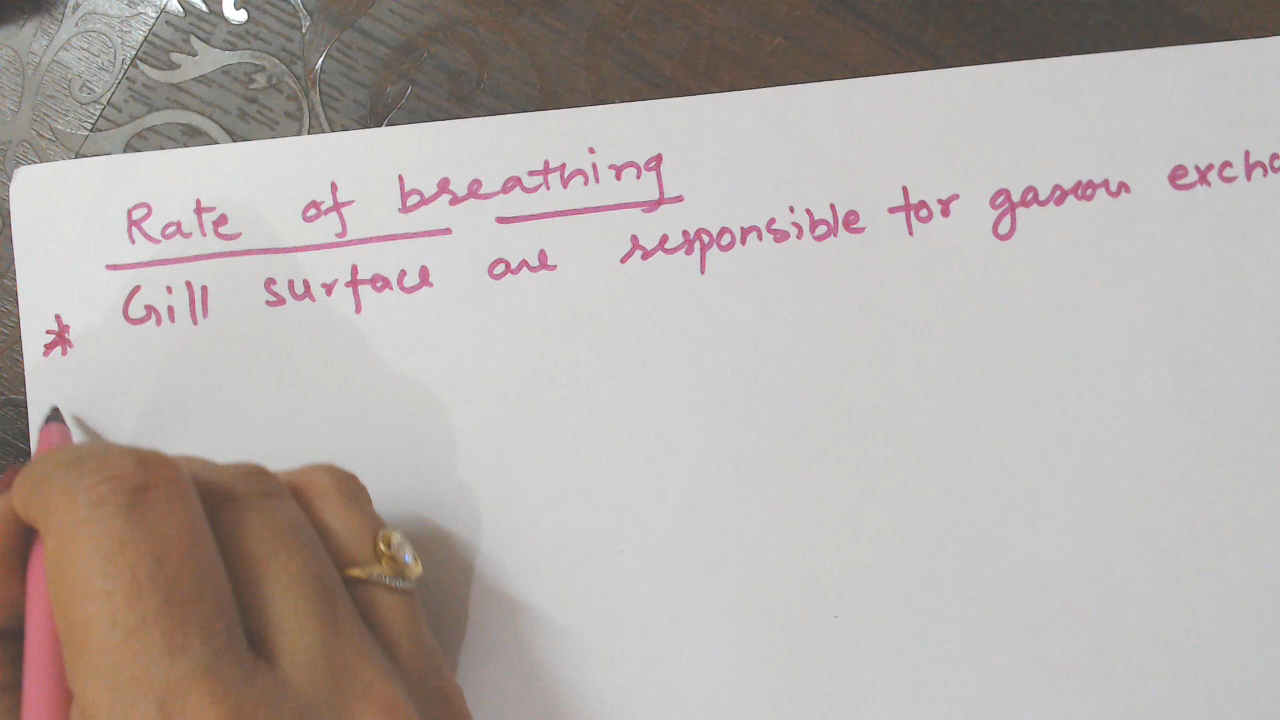 Rate of breathing
* Gill surface are responsible for gaseou excha